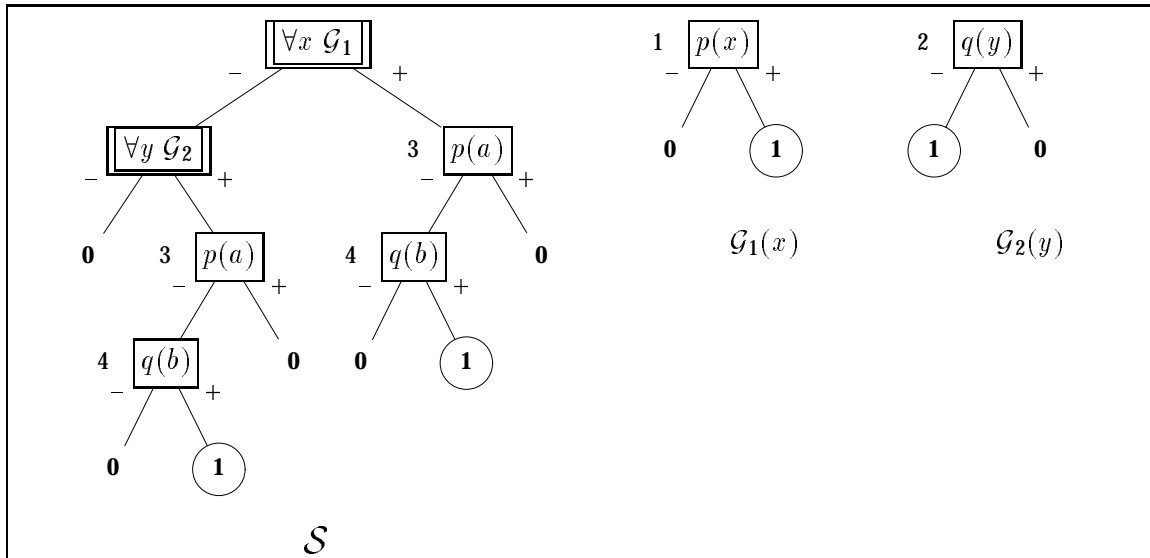 ∀x 𝒢₁ 1 p(x) 2 q(y)
− + − + − +
∀y 𝒢₂ 3 p(a) 0 1 1 0
− + − +
0 3 p(a) 4 q(b) 0 𝒢₁(x) 𝒢₂(y)
− + − +
4 q(b) 0 0 1
− +
0 1
𝒮